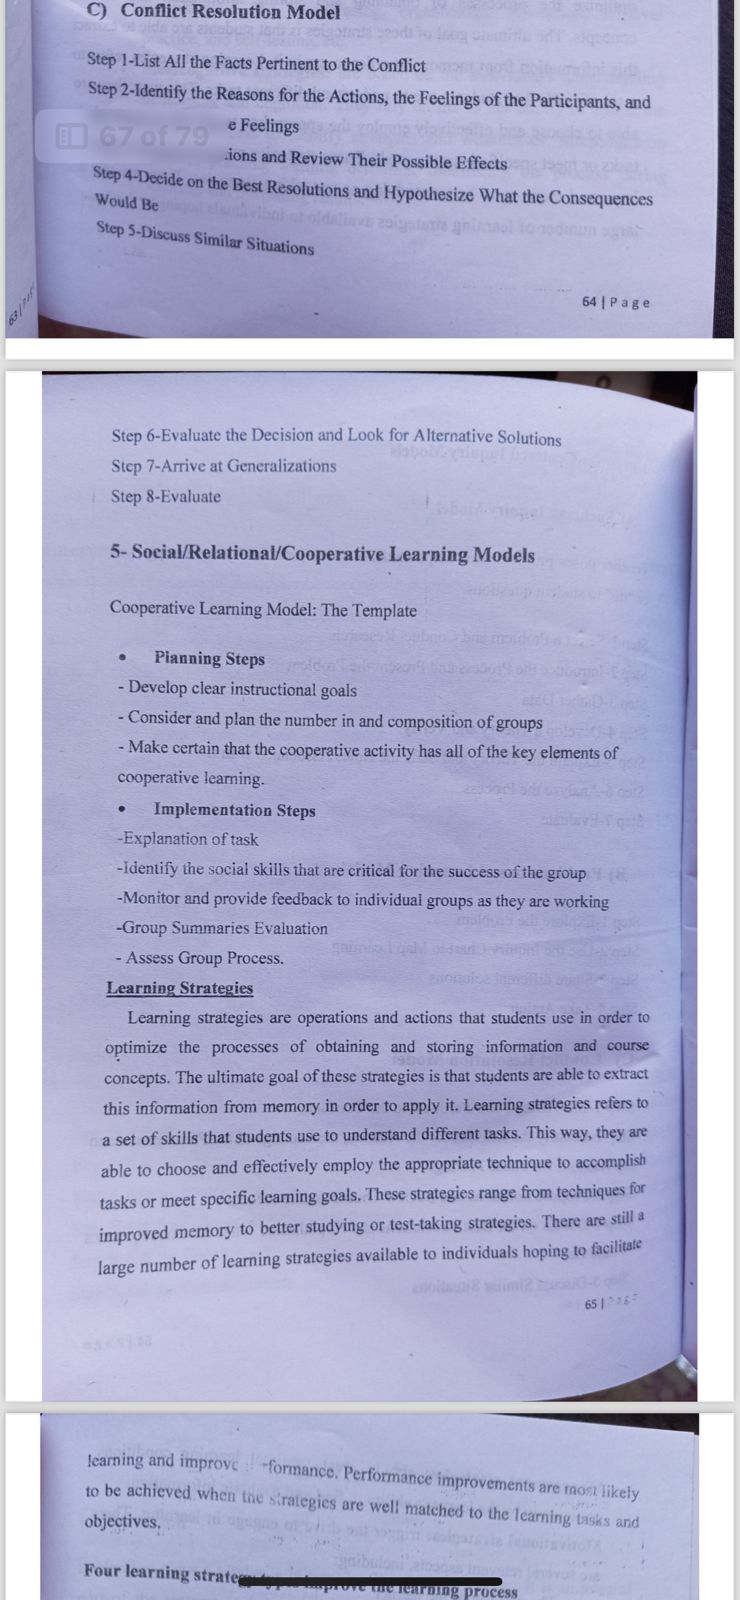 C) Conflict Resolution Model
Step 1-List All the Facts Pertinent to the Conflict
Step 2-Identify the Reasons for the Actions, the Feelings of the Participants, and
67 of 79
e Feelings
ions and Review Their Possible Effects
Step 4-Decide on the Best Resolutions and Hypothesize What the Consequences
Would Be
Step 5-Discuss Similar Situations
64 | Page
63 | Pag
Step 6-Evaluate the Decision and Look for Alternative Solutions
Step 7-Arrive at Generalizations
Step 8-Evaluate
5- Social/Relational/Cooperative Learning Models
Cooperative Learning Model: The Template
• Planning Steps
- Develop clear instructional goals
- Consider and plan the number in and composition of groups
- Make certain that the cooperative activity has all of the key elements of
cooperative learning.
• Implementation Steps
-Explanation of task
-Identify the social skills that are critical for the success of the group
-Monitor and provide feedback to individual groups as they are working
-Group Summaries Evaluation
- Assess Group Process.
Learning Strategies
Learning strategies are operations and actions that students use in order to
optimize the processes of obtaining and storing information and course
concepts. The ultimate goal of these strategies is that students are able to extract
this information from memory in order to apply it. Learning strategies refers to
a set of skills that students use to understand different tasks. This way, they are
able to choose and effectively employ the appropriate technique to accomplish
tasks or meet specific learning goals. These strategies range from techniques for
improved memory to better studying or test-taking strategies. There are still a
large number of learning strategies available to individuals hoping to facilitate
65 |
learning and improve formance. Performance improvements are most likely
to be achieved when the strategies are well matched to the learning tasks and
objectives.
Four learning strategy types improve the learning process